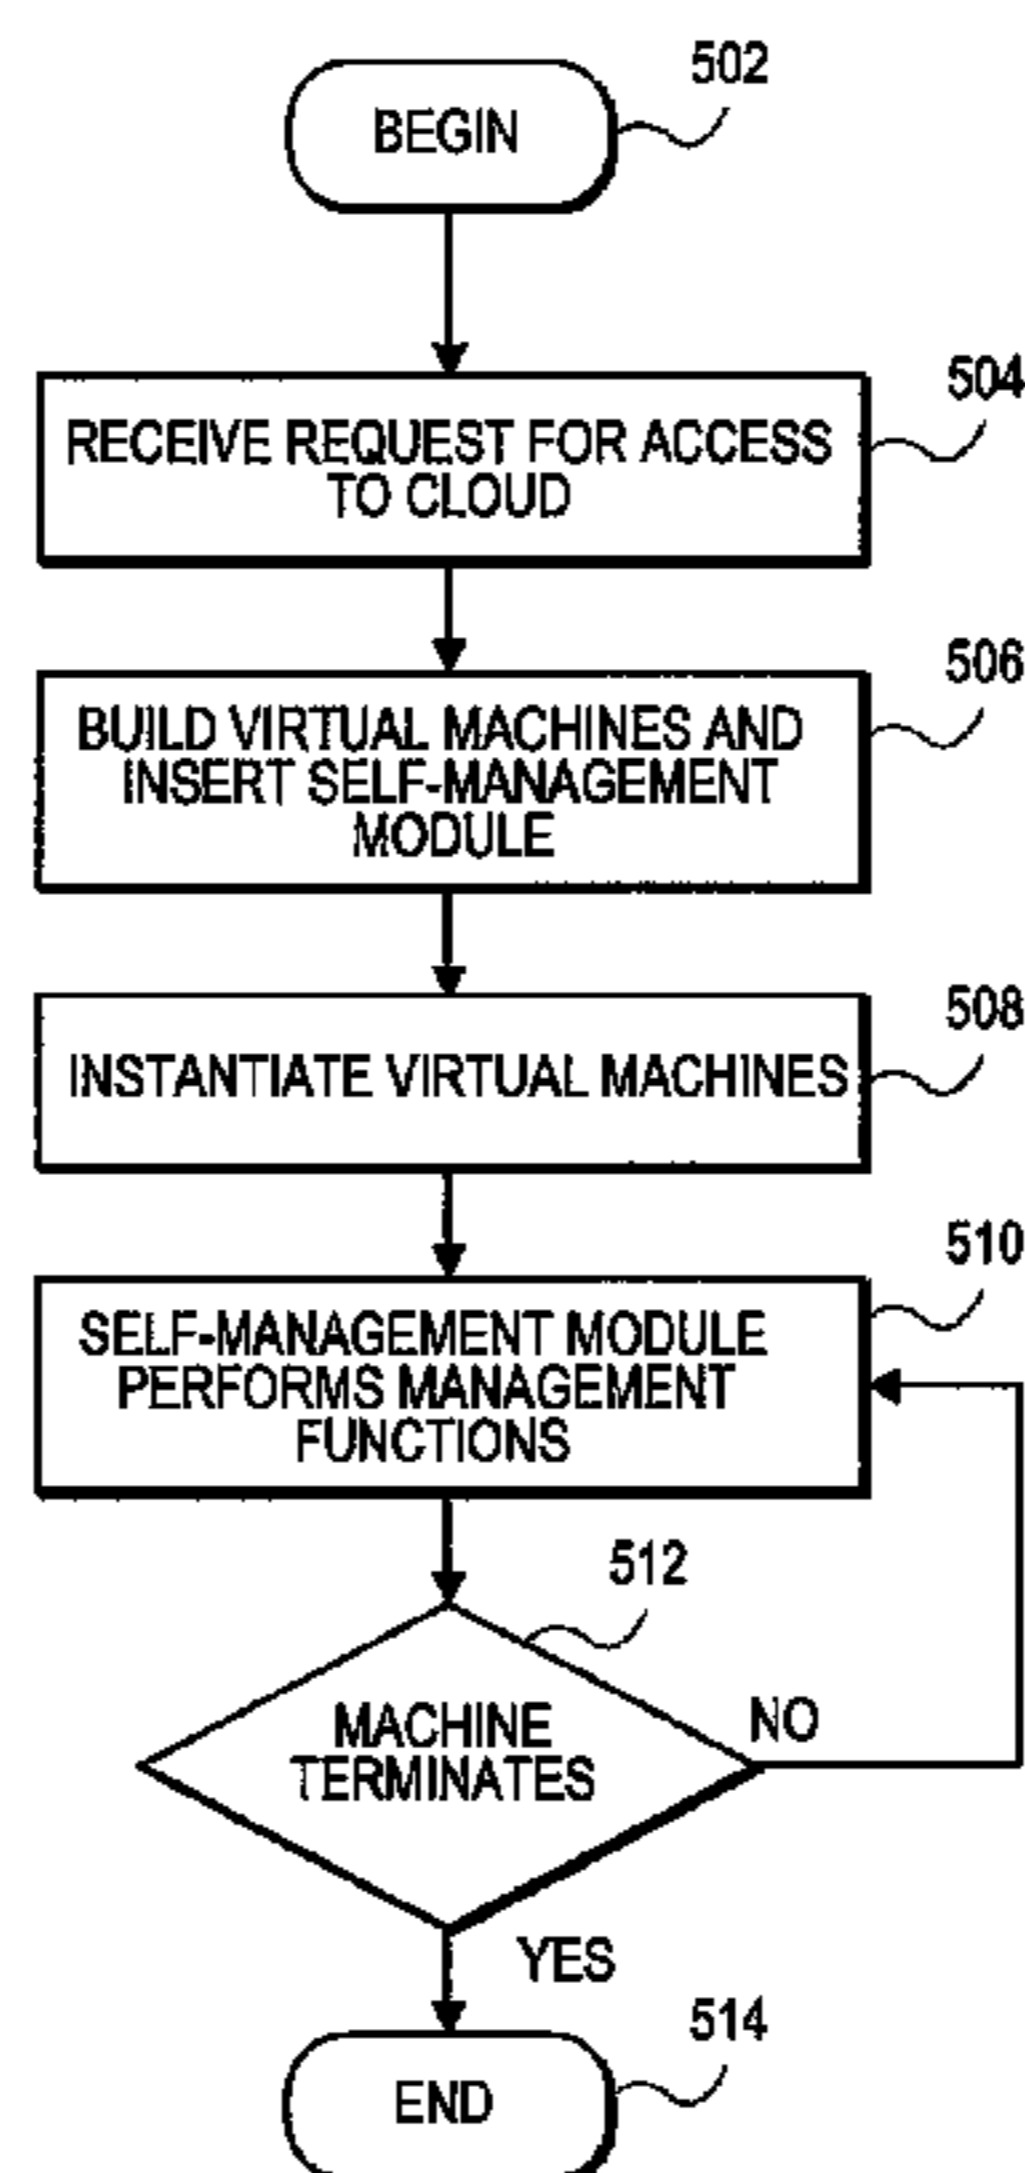 502
BEGIN
504
RECEIVE REQUEST FOR ACCESS
TO CLOUD
506
BUILD VIRTUAL MACHINES AND
INSERT SELF-MANAGEMENT
MODULE
508
INSTANTIATE VIRTUAL MACHINES
510
SELF-MANAGEMENT MODULE
PERFORMS MANAGEMENT
FUNCTIONS
512
MACHINE
TERMINATES
NO
YES
514
END